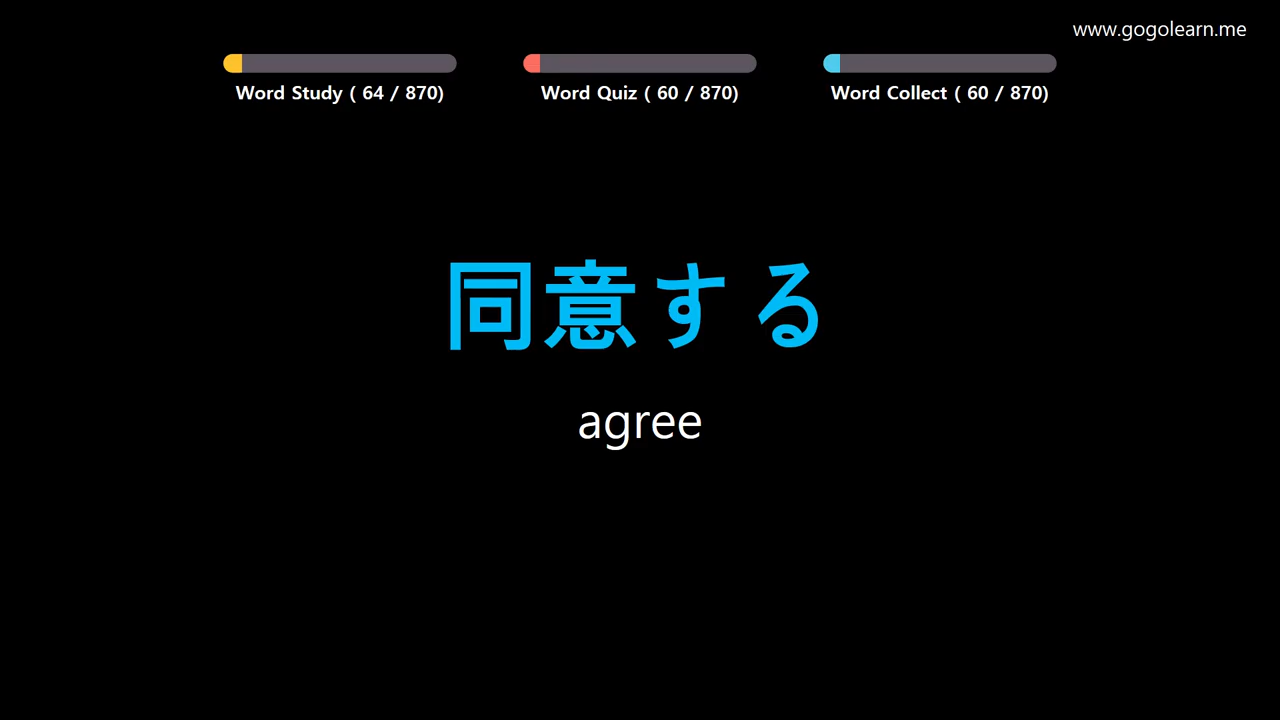 www.gogolearn.me
Word Study ( 64 / 870)
Word Quiz ( 60 / 870)
Word Collect ( 60 / 870)
同意する
agree